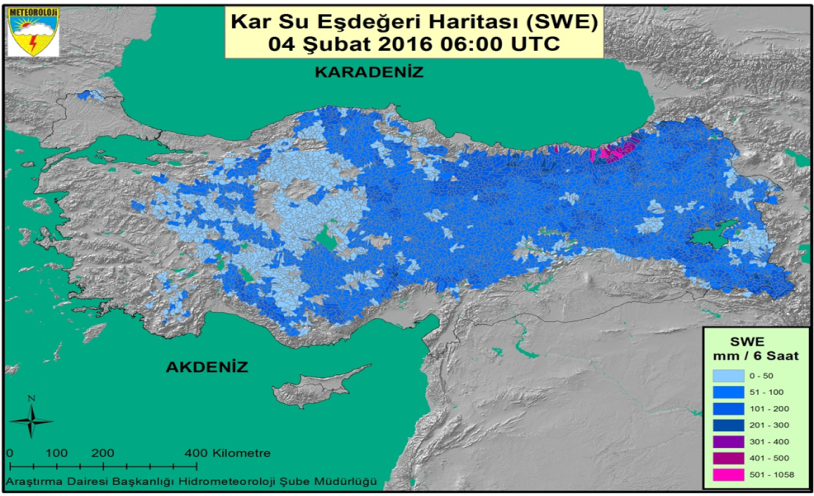 METEOROLOJİ
Kar Su Eşdeğeri Haritası (SWE)
04 Şubat 2016 06:00 UTC
KARADENİZ
AKDENİZ
SWE
mm / 6 Saat
0 - 50
51 - 100
101 - 200
201 - 300
301 - 400
401 - 500
501 - 1058
N
0 100 200 400 Kilometre
Araştırma Dairesi Başkanlığı Hidrometeoroloji Şube Müdürlüğü